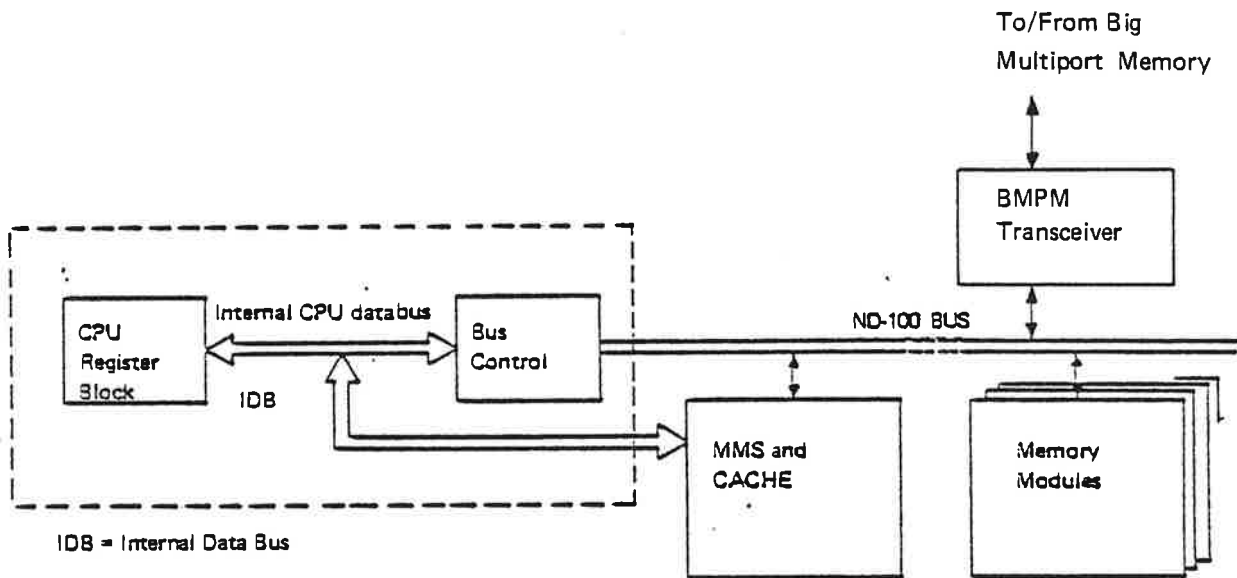 To/From Big
Multiport Memory
BMPM
Transceiver
CPU
Register
Block
Internal CPU databus
IDB
Bus
Control
ND-100 BUS
MMS and
CACHE
Memory
Modules
IDB = Internal Data Bus